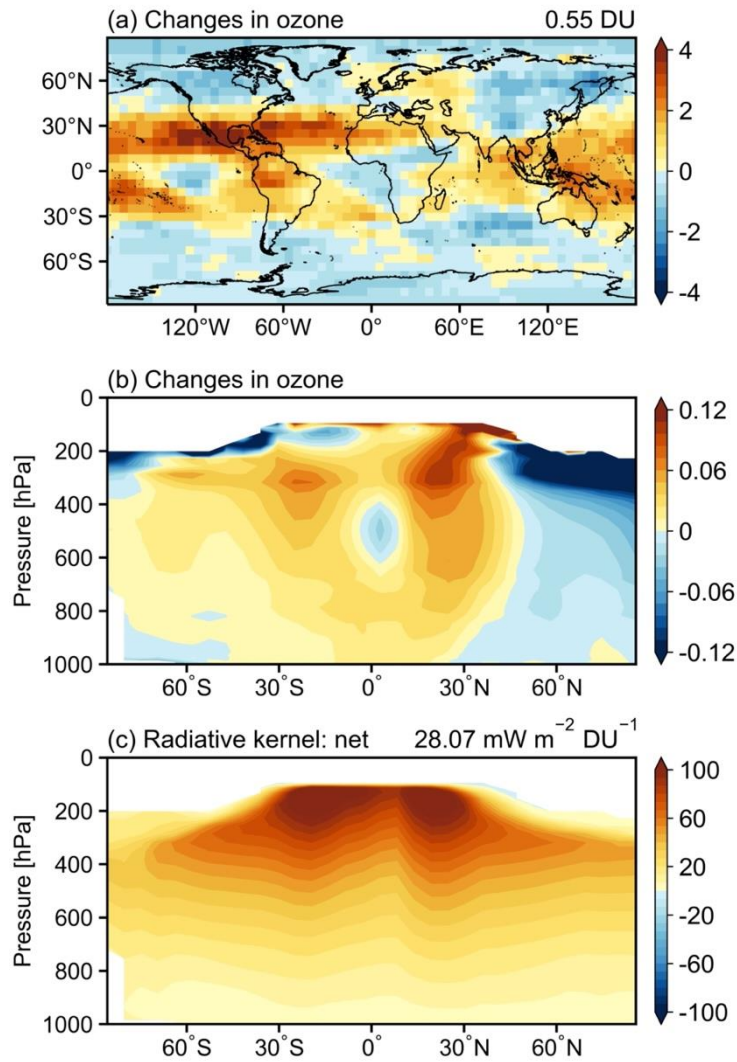 (a) Changes in ozone 0.55 DU
60°N
30°N
0°
30°S
60°S
120°W 60°W 0° 60°E 120°E
4
2
0
-2
-4
(b) Changes in ozone
Pressure [hPa]
0
200
400
600
800
1000
60°S 30°S 0° 30°N 60°N
0.12
0.06
0
-0.06
-0.12
(c) Radiative kernel: net 28.07 mW m⁻² DU⁻¹
Pressure [hPa]
0
200
400
600
800
1000
60°S 30°S 0° 30°N 60°N
100
60
20
-20
-60
-100